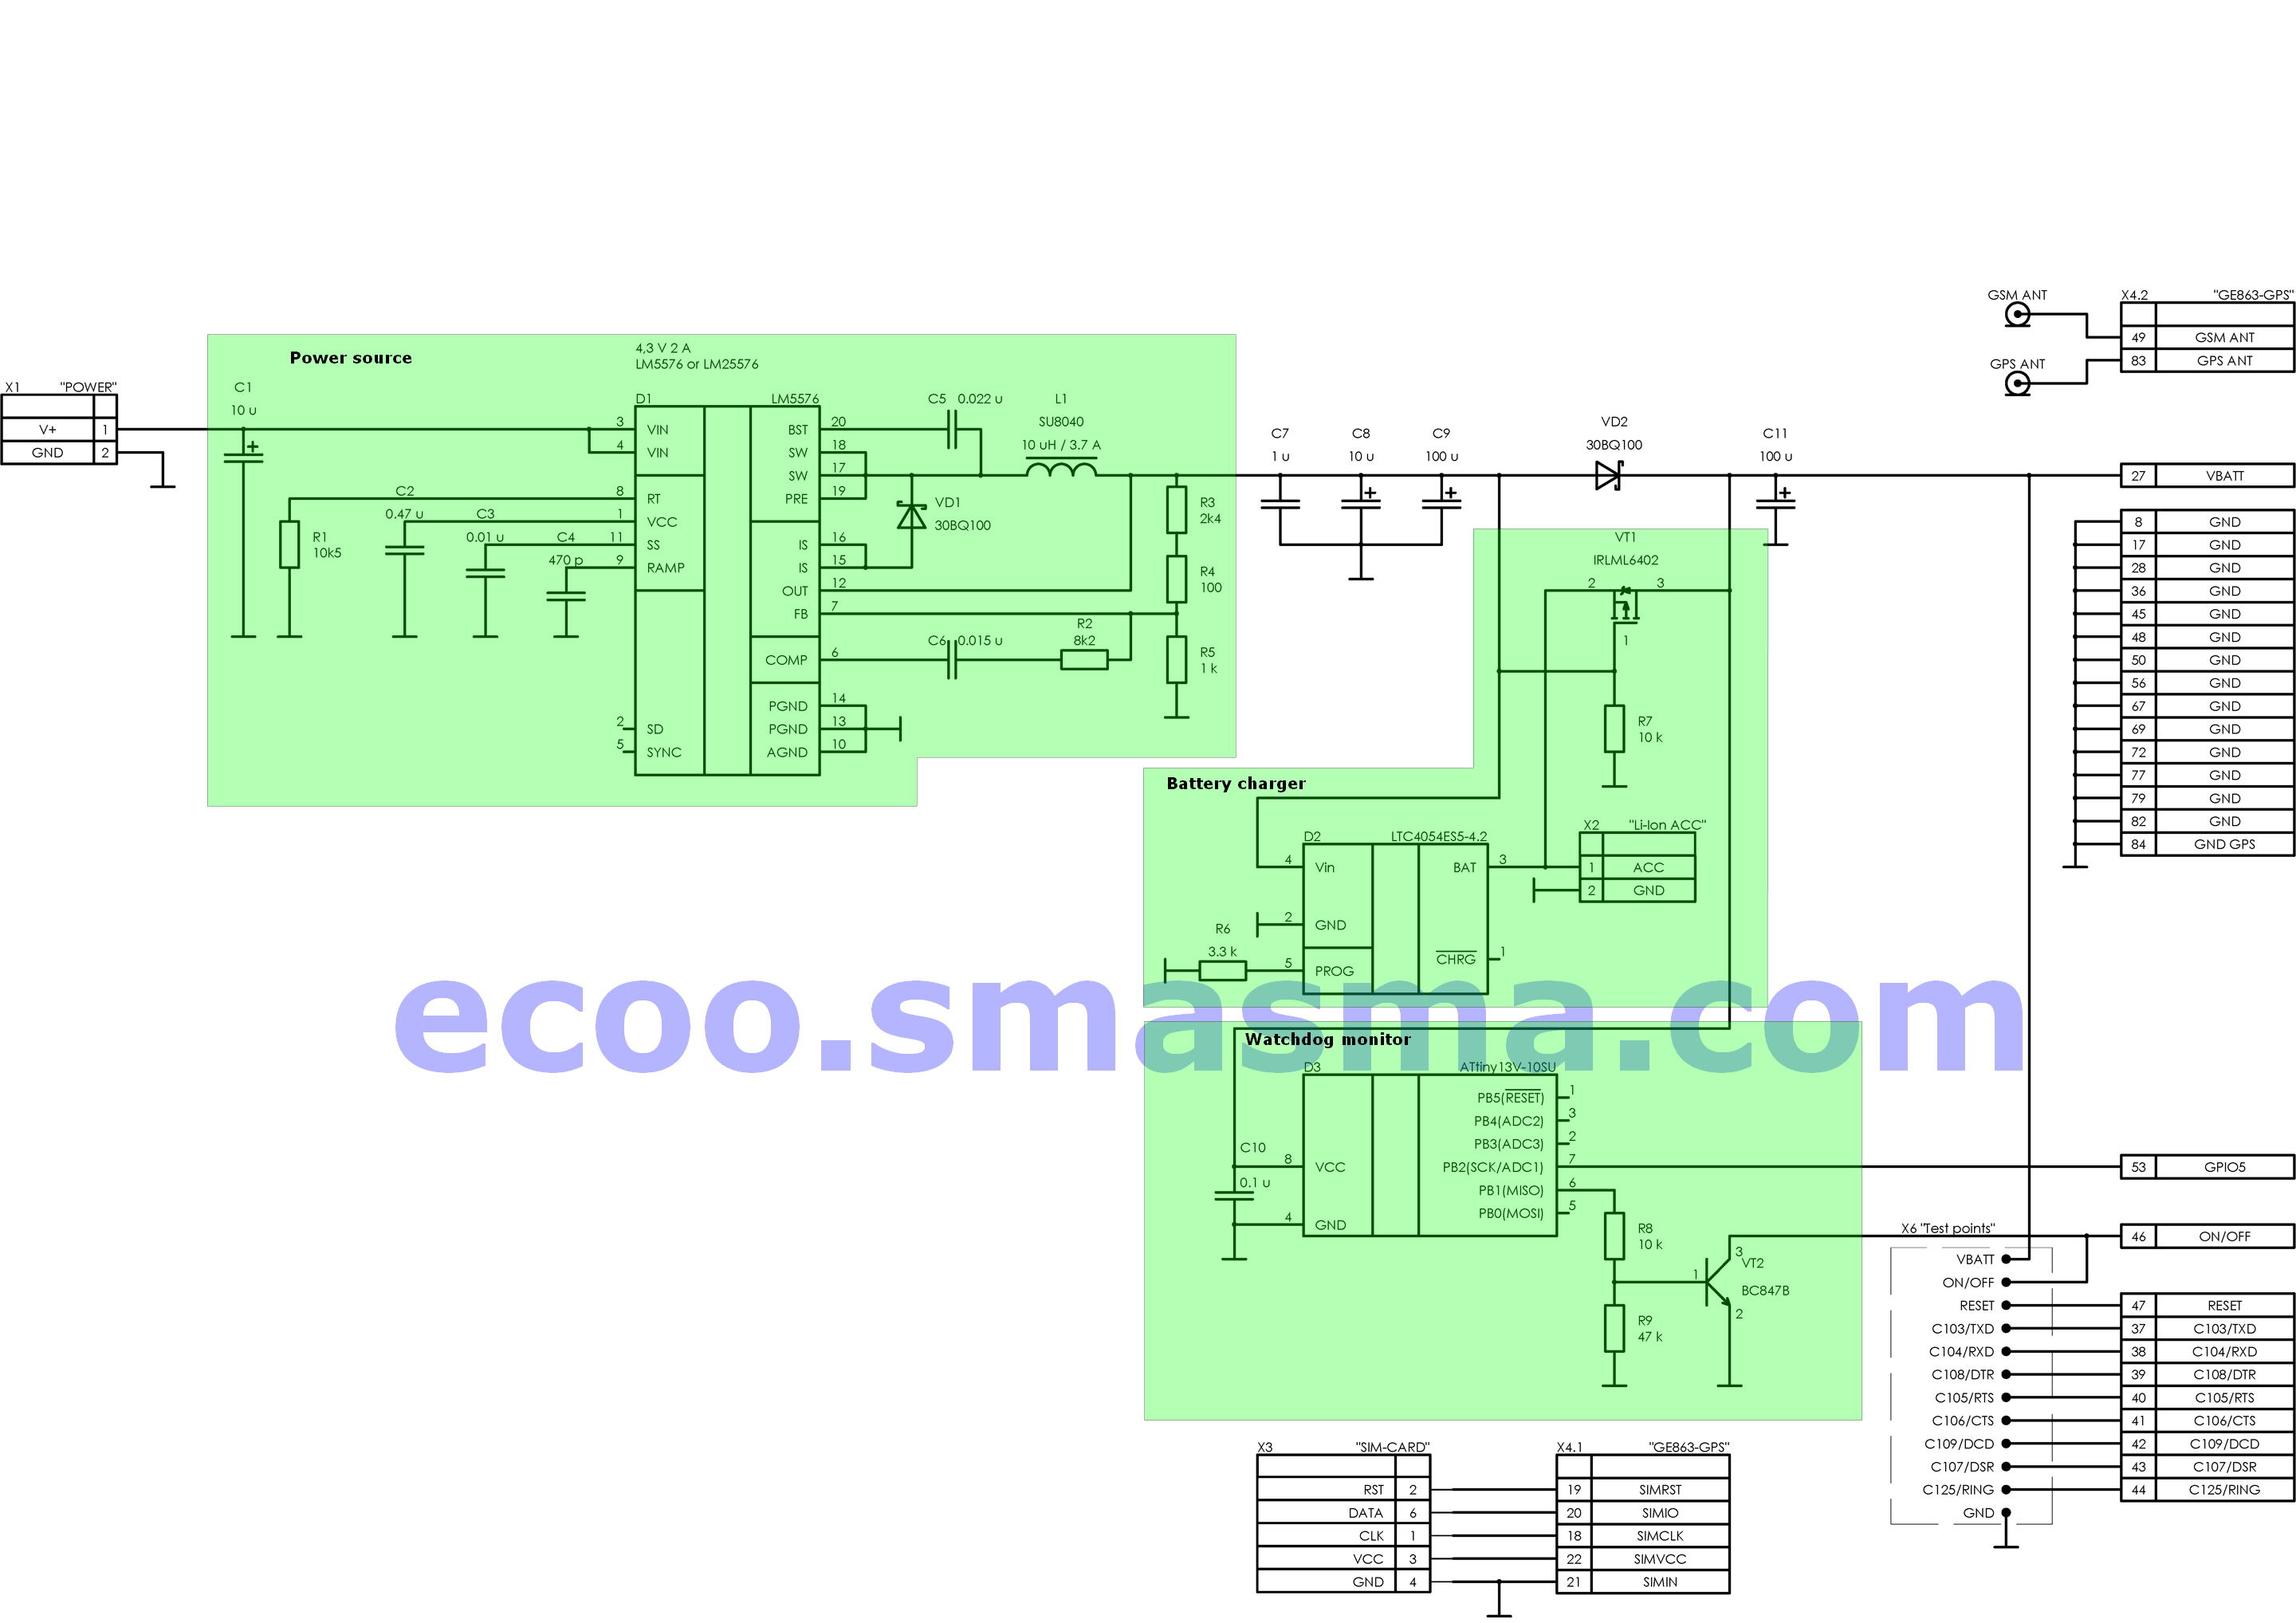 GSM ANT
X4.2 "GE863-GPS"
49 GSM ANT
83 GPS ANT
GPS ANT
Power source
4,3 V 2 A
LM5576 or LM25576
X1 "POWER"
V+ 1
GND 2
C1
10 u
D1 LM5576
3 VIN
4 VIN
8 RT
1 VCC
11 SS
9 RAMP
2 SD
5 SYNC
BST 20
SW 18
SW 17
PRE 19
IS 16
IS 15
OUT 12
FB 7
COMP 6
PGND 14
PGND 13
AGND 10
R1
10k5
C2
0.47 u
C3
0.01 u
C4
470 p
C5 0.022 u
L1
SU8040
10 uH / 3.7 A
VD1
30BQ100
R3
2k4
R4
100
R2
8k2
C6 0.015 u
R5
1 k
C7
1 u
C8
10 u
C9
100 u
VD2
30BQ100
C11
100 u
27 VBATT
8 GND
17 GND
28 GND
36 GND
45 GND
48 GND
50 GND
56 GND
67 GND
69 GND
72 GND
77 GND
79 GND
82 GND
84 GND GPS
VT1
IRLML6402
2 3
1
R7
10 k
Battery charger
D2 LTC4054ES5-4.2
4 Vin
2 GND
5 PROG
BAT 3
CHRG 1
R6
3.3 k
X2 "Li-Ion ACC"
1 ACC
2 GND
ecoo.smasma.com
Watchdog monitor
D3 ATtiny13V-10SU
PB5(RESET) 1
PB4(ADC2) 3
PB3(ADC3) 2
PB2(SCK/ADC1) 7
PB1(MISO) 6
PB0(MOSI) 5
8 VCC
4 GND
C10
0.1 u
R8
10 k
R9
47 k
3
VT2
1
BC847B
2
53 GPIO5
46 ON/OFF
X6 "Test points"
VBATT
ON/OFF
RESET
C103/TXD
C104/RXD
C108/DTR
C105/RTS
C106/CTS
C109/DCD
C107/DSR
C125/RING
GND
47 RESET
37 C103/TXD
38 C104/RXD
39 C108/DTR
40 C105/RTS
41 C106/CTS
42 C109/DCD
43 C107/DSR
44 C125/RING
X3 "SIM-CARD"
RST 2
DATA 6
CLK 1
VCC 3
GND 4
X4.1 "GE863-GPS"
19 SIMRST
20 SIMIO
18 SIMCLK
22 SIMVCC
21 SIMIN